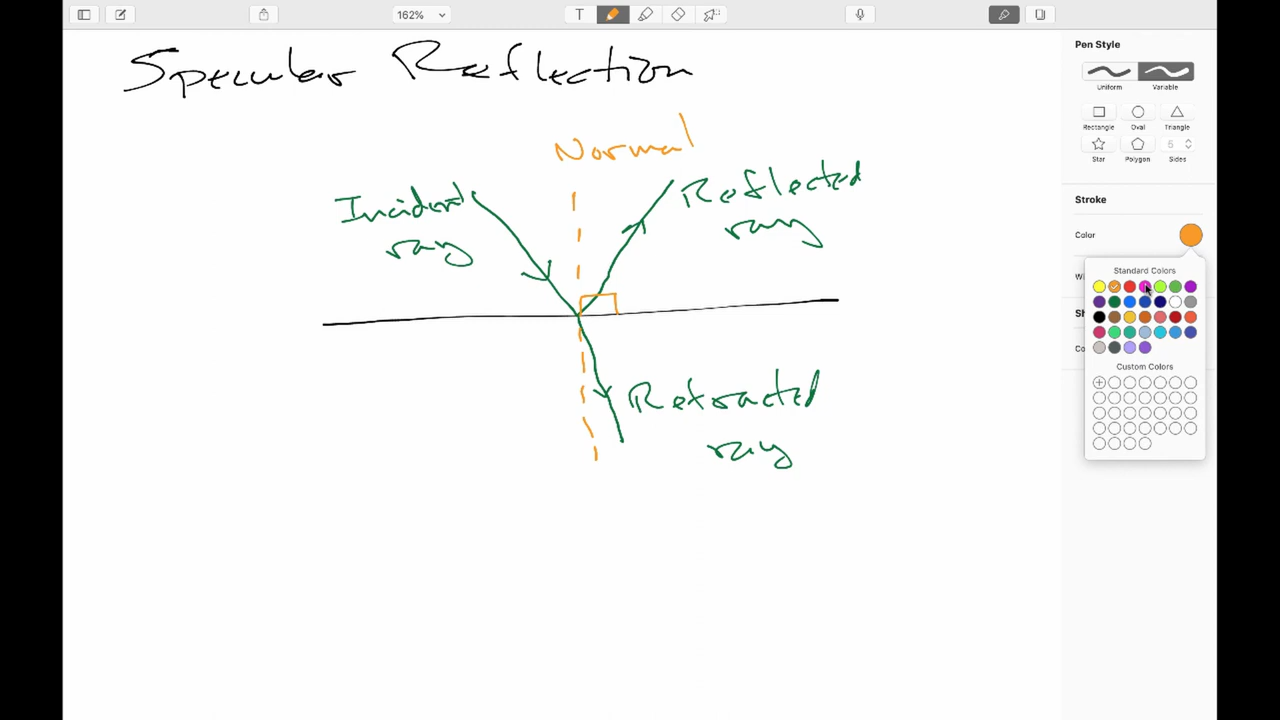 162%
T
Specular Reflection
Normal
Incident
ray
Reflected
ray
Refracted
ray
Pen Style
Uniform
Variable
Rectangle
Oval
Triangle
Star
Polygon
6
Sides
Stroke
Color
Standard Colors
Custom Colors